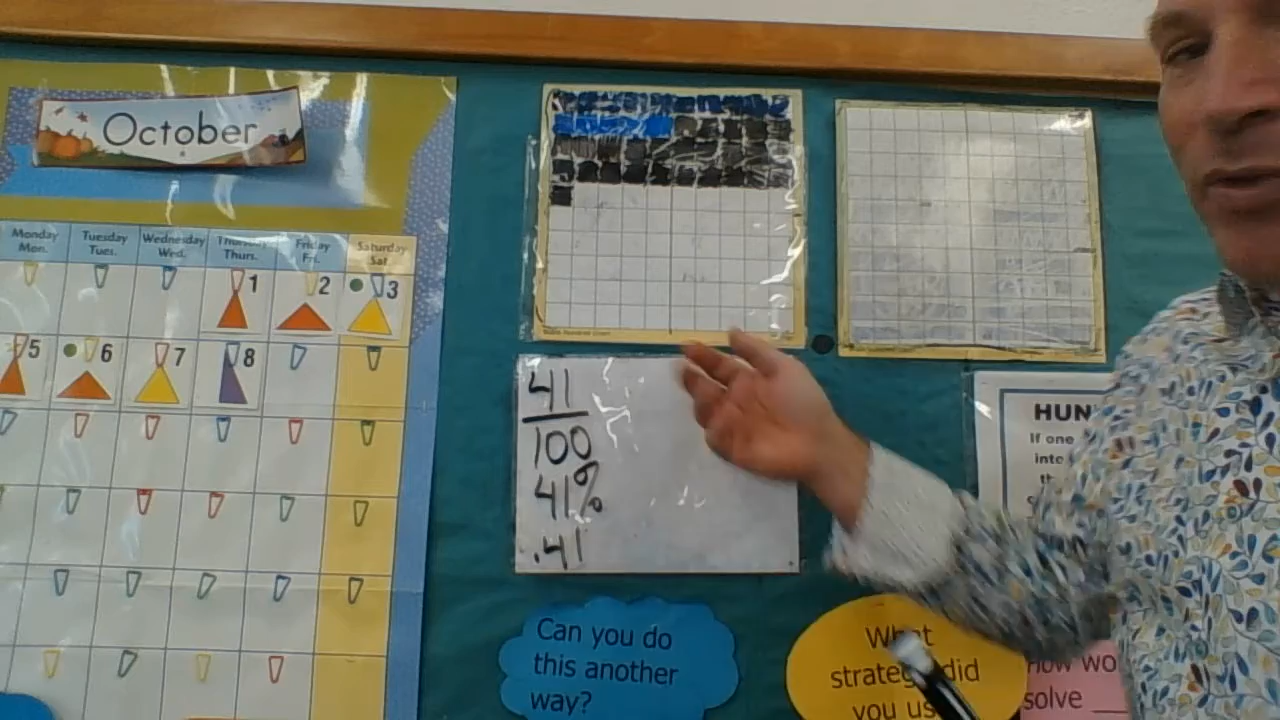 October
Monday Tuesday Wednesday Thursday Friday Saturday
Mon. Tues. Wed. Thurs. Fri. Sat.
1 2 3
5 6 7 8
41
100
41%
.41
HUN
If one
into
Can you do
this another
way?
What
strategy did
you us
How wo
solve